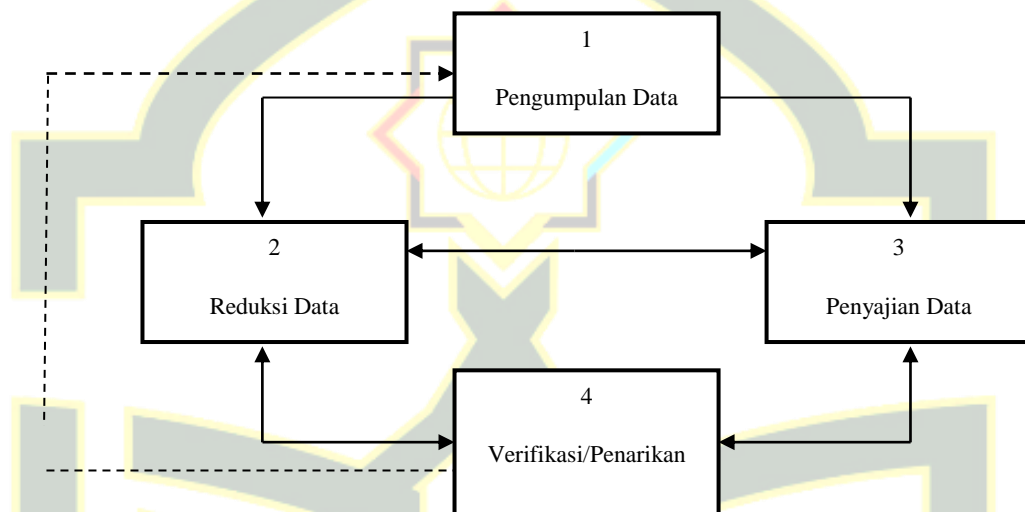 1
Pengumpulan Data
2
Reduksi Data
3
Penyajian Data
4
Verifikasi/Penarikan